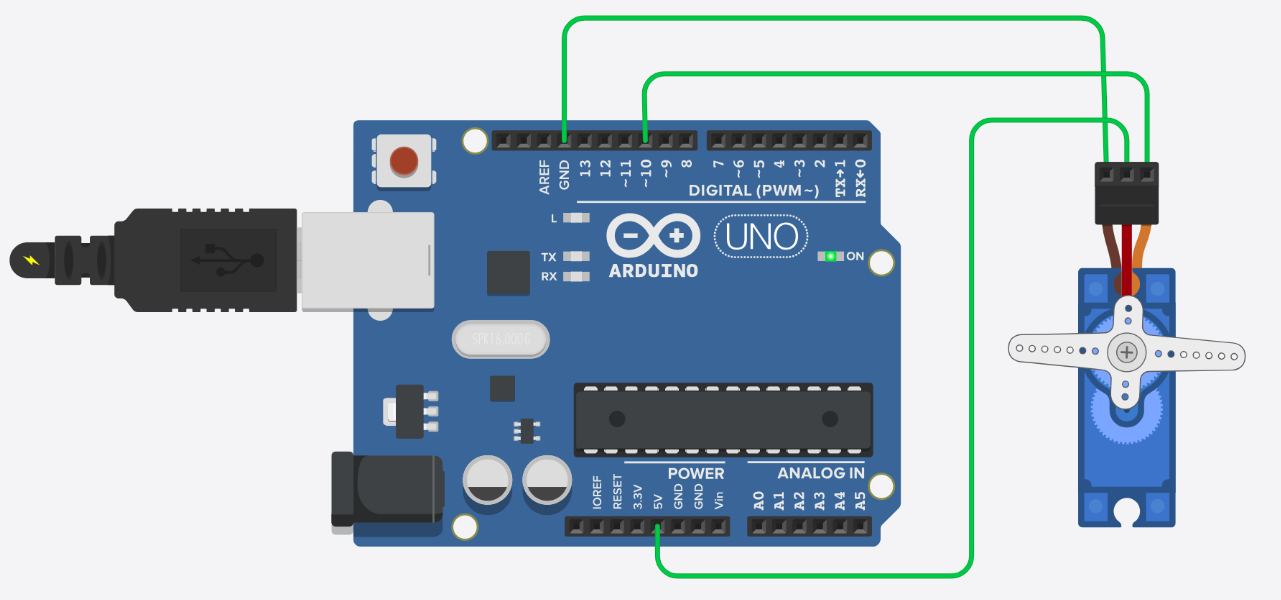 AREF
GND
13
12
~11
~10
~9
8
7
~6
~5
4
~3
2
TX→1
RX←0
DIGITAL (PWM~)
L
TX
RX
ARDUINO
UNO
ON
SPK16.000G
POWER
ANALOG IN
IOREF
RESET
3.3V
5V
GND
GND
Vin
A0
A1
A2
A3
A4
A5